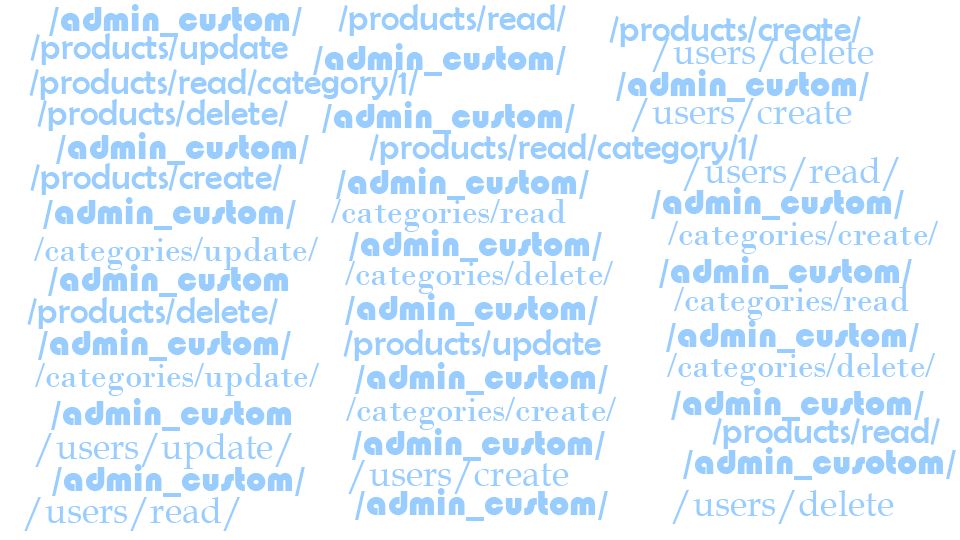 /admin_custom/
/products/update
/products/read/category/1/
/products/delete/
/admin_custom/
/products/create/
/admin_custom/
/categories/update/
/admin_custom
/products/delete/
/admin_custom/
/categories/update/
/admin_custom
/users/update/
/admin_custom/
/users/read/
/products/read/
/admin_custom/
/admin_custom/
/products/read/category/1/
/admin_custom/
/categories/read
/admin_custom/
/categories/delete/
/admin_custom/
/products/update
/admin_custom/
/categories/create/
/admin_custom/
/users/create
/admin_custom/
/products/create/
/users/delete
/admin_custom/
/users/create
/users/read/
/admin_custom/
/categories/create/
/admin_custom/
/categories/read
/admin_custom/
/categories/delete/
/admin_custom/
/products/read/
/admin_cusotom/
/users/delete